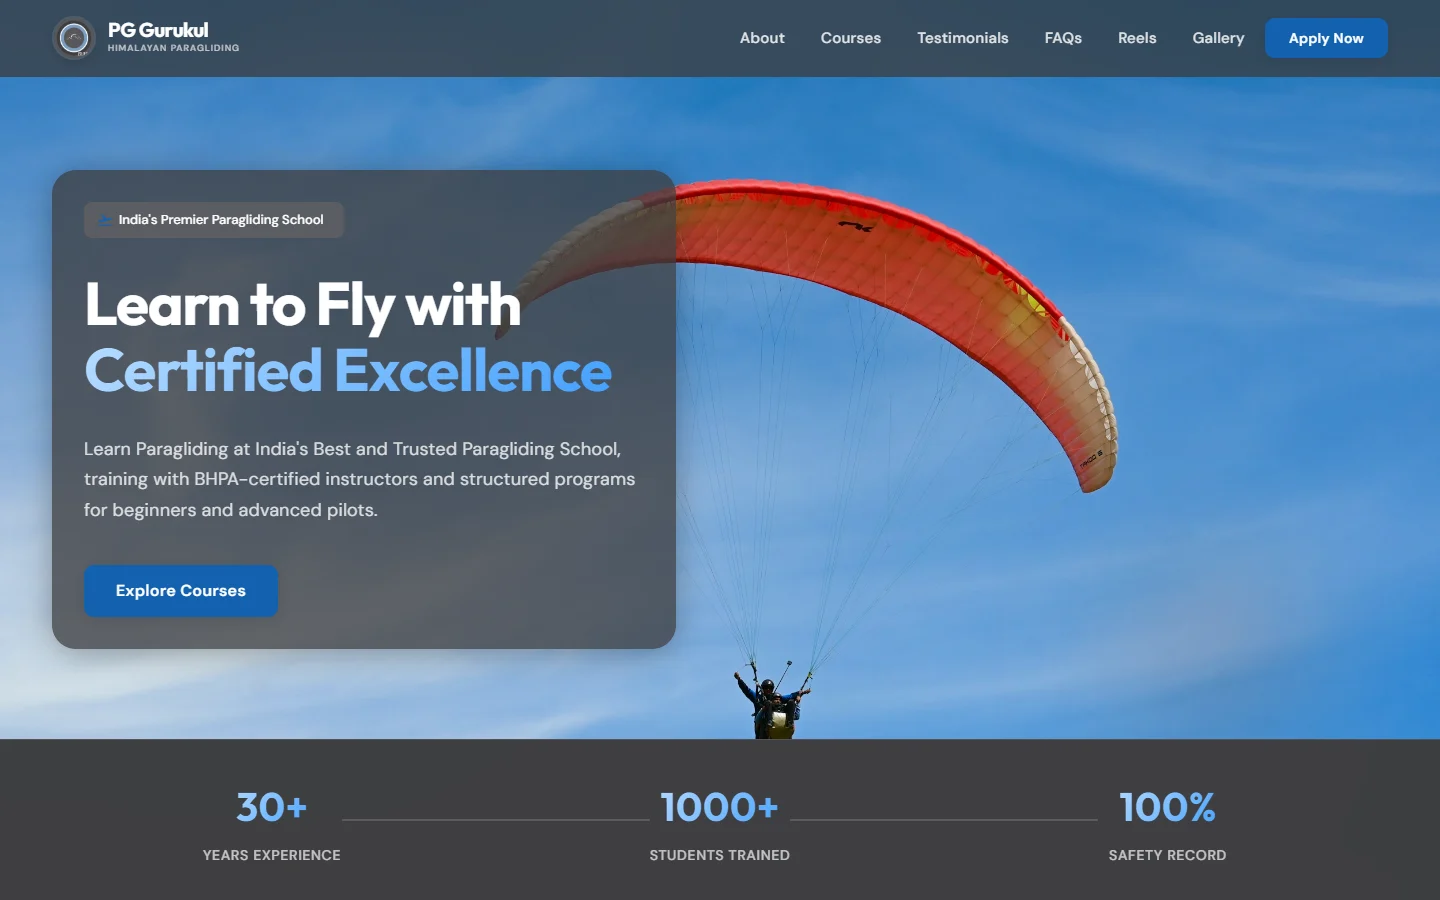 PG Gurukul
HIMALAYAN PARAGLIDING
About
Courses
Testimonials
FAQs
Reels
Gallery
Apply Now
India's Premier Paragliding School
Learn to Fly with
Certified Excellence
Learn Paragliding at India's Best and Trusted Paragliding School,
training with BHPA-certified instructors and structured programs
for beginners and advanced pilots.
Explore Courses
30+
YEARS EXPERIENCE
1000+
STUDENTS TRAINED
100%
SAFETY RECORD